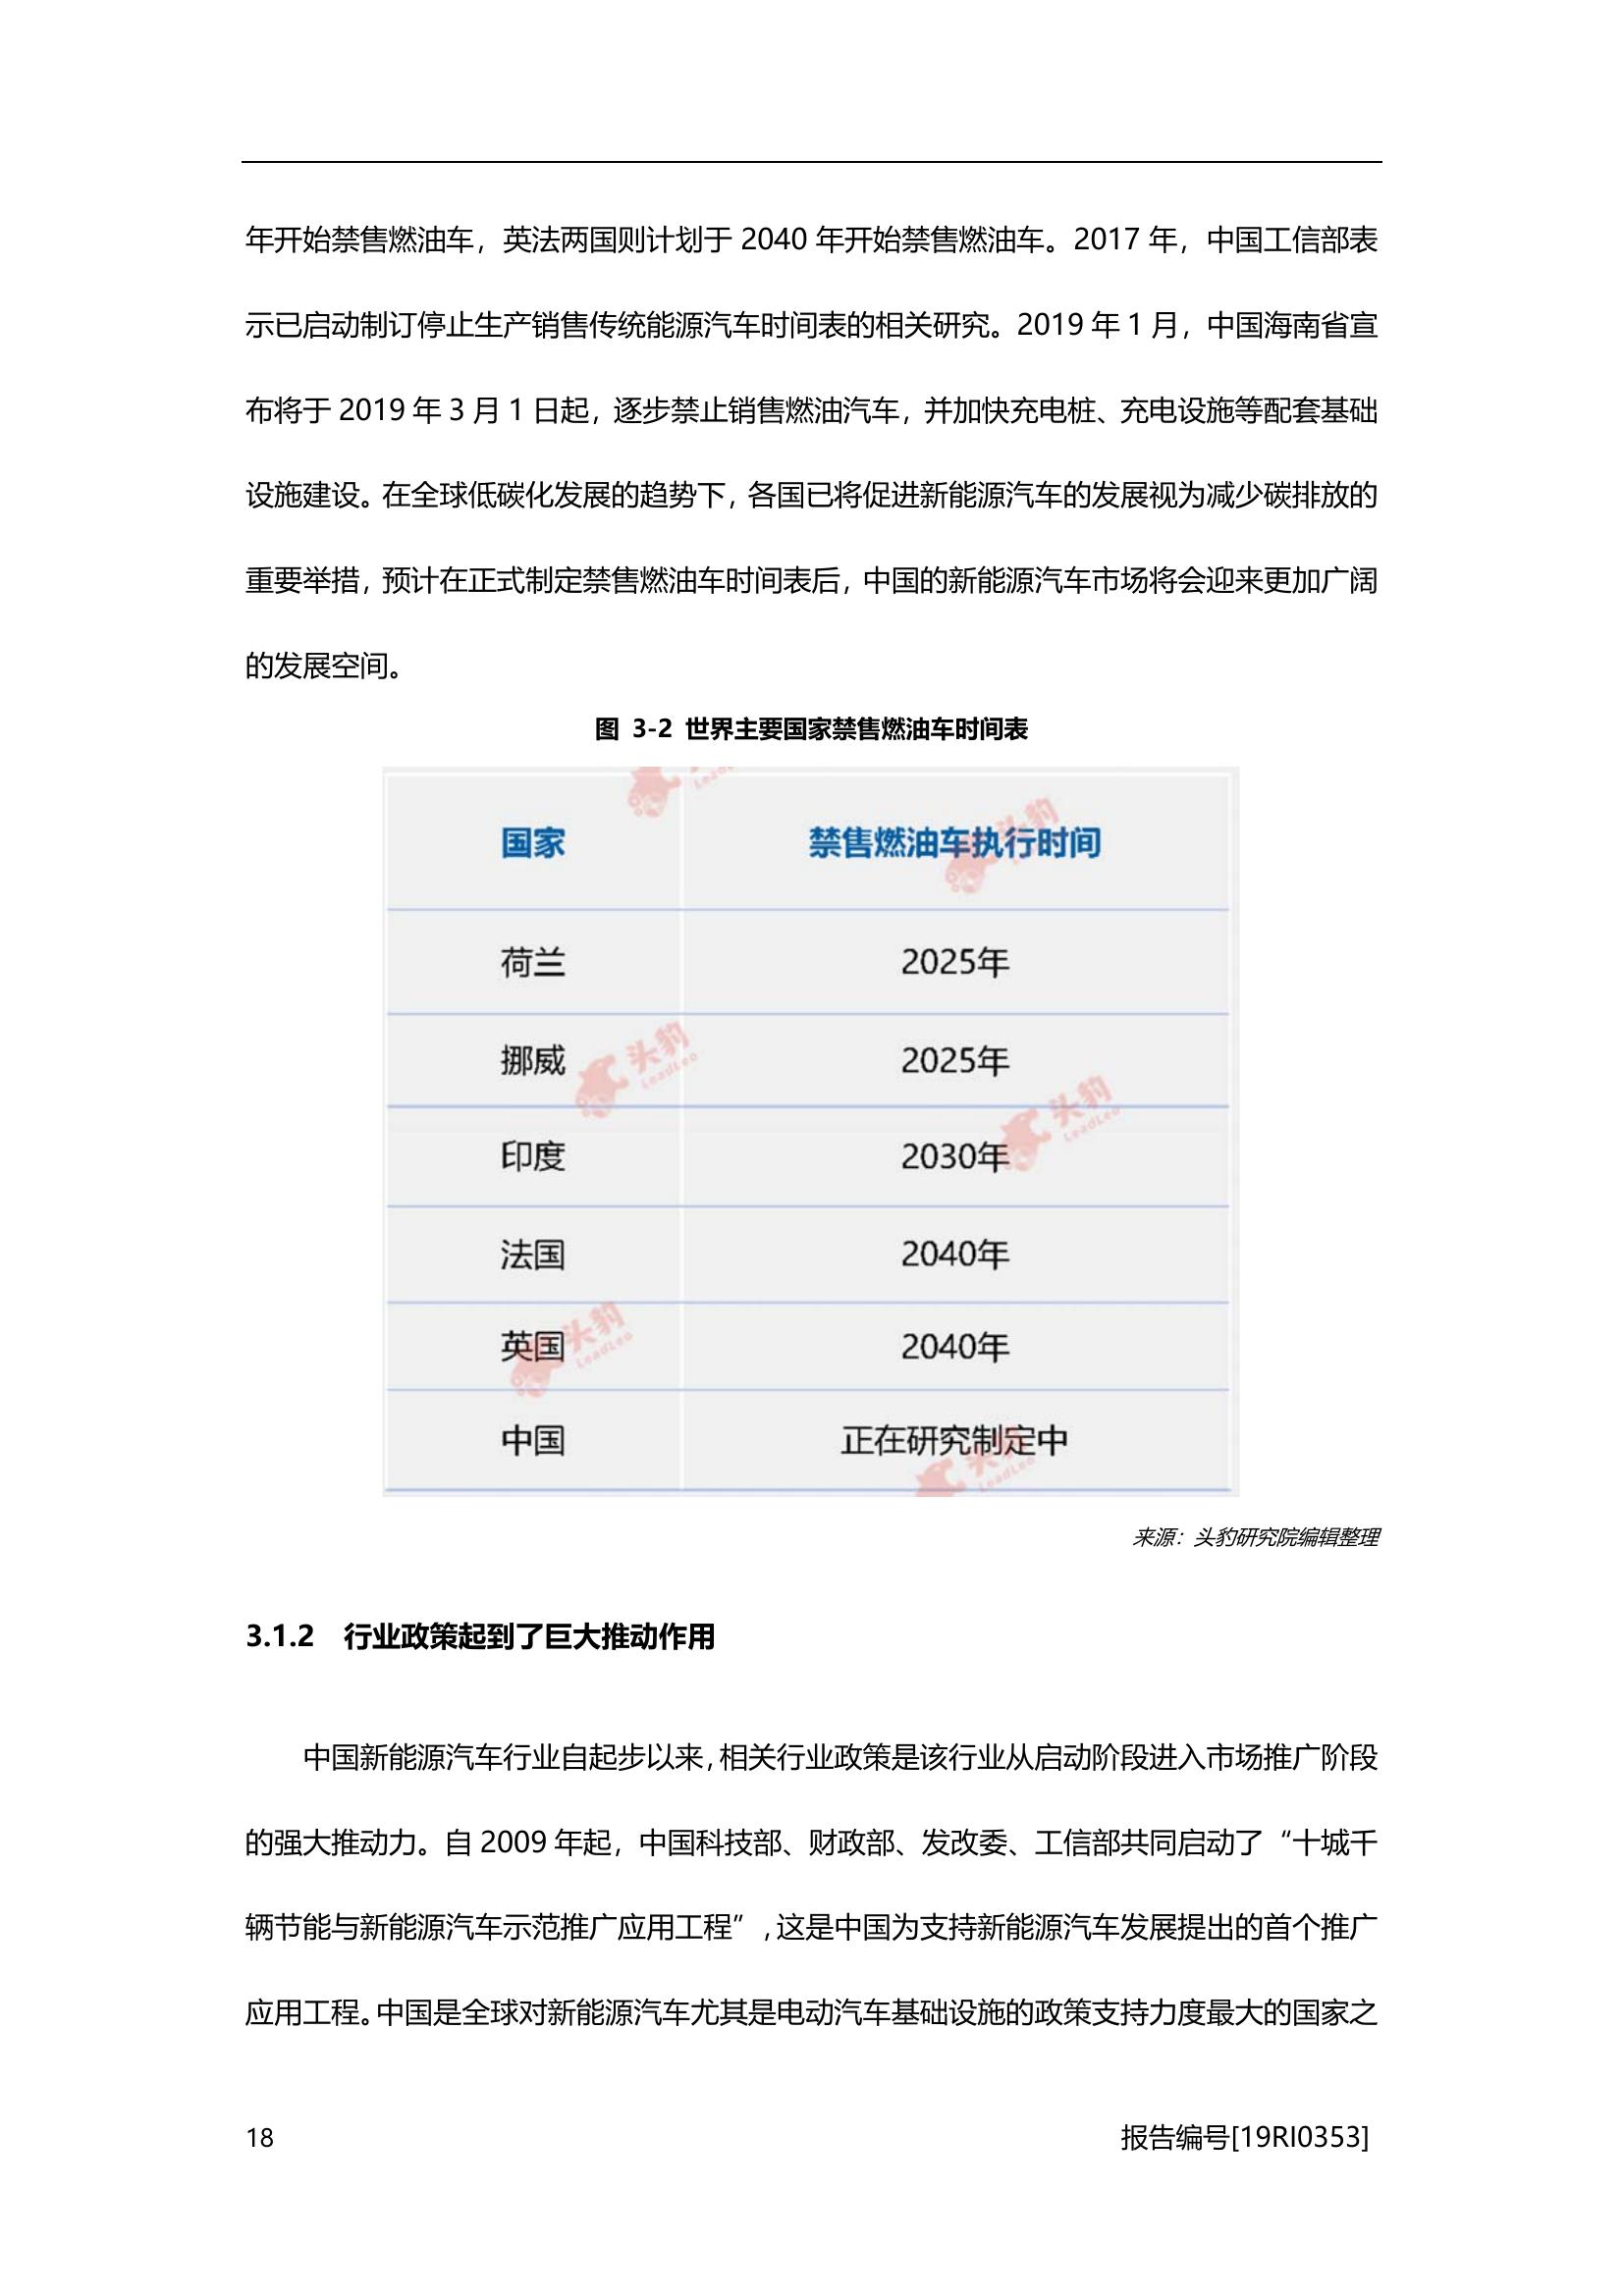 年开始禁售燃油车，英法两国则计划于 2040 年开始禁售燃油车。2017 年，中国工信部表
示已启动制订停止生产销售传统能源汽车时间表的相关研究。2019 年 1 月，中国海南省宣
布将于 2019 年 3 月 1 日起，逐步禁止销售燃油汽车，并加快充电桩、充电设施等配套基础
设施建设。在全球低碳化发展的趋势下，各国已将促进新能源汽车的发展视为减少碳排放的
重要举措，预计在正式制定禁售燃油车时间表后，中国的新能源汽车市场将会迎来更加广阔
的发展空间。
图 3-2 世界主要国家禁售燃油车时间表
国家 禁售燃油车执行时间
荷兰 2025年
挪威 2025年
印度 2030年
法国 2040年
英国 2040年
中国 正在研究制定中
头豹
LeadLeo
头豹
LeadLeo
头豹
LeadLeo
来源：头豹研究院编辑整理
3.1.2 行业政策起到了巨大推动作用
中国新能源汽车行业自起步以来，相关行业政策是该行业从启动阶段进入市场推广阶段
的强大推动力。自 2009 年起，中国科技部、财政部、发改委、工信部共同启动了“十城千
辆节能与新能源汽车示范推广应用工程”，这是中国为支持新能源汽车发展提出的首个推广
应用工程。中国是全球对新能源汽车尤其是电动汽车基础设施的政策支持力度最大的国家之
18 报告编号[19RI0353]